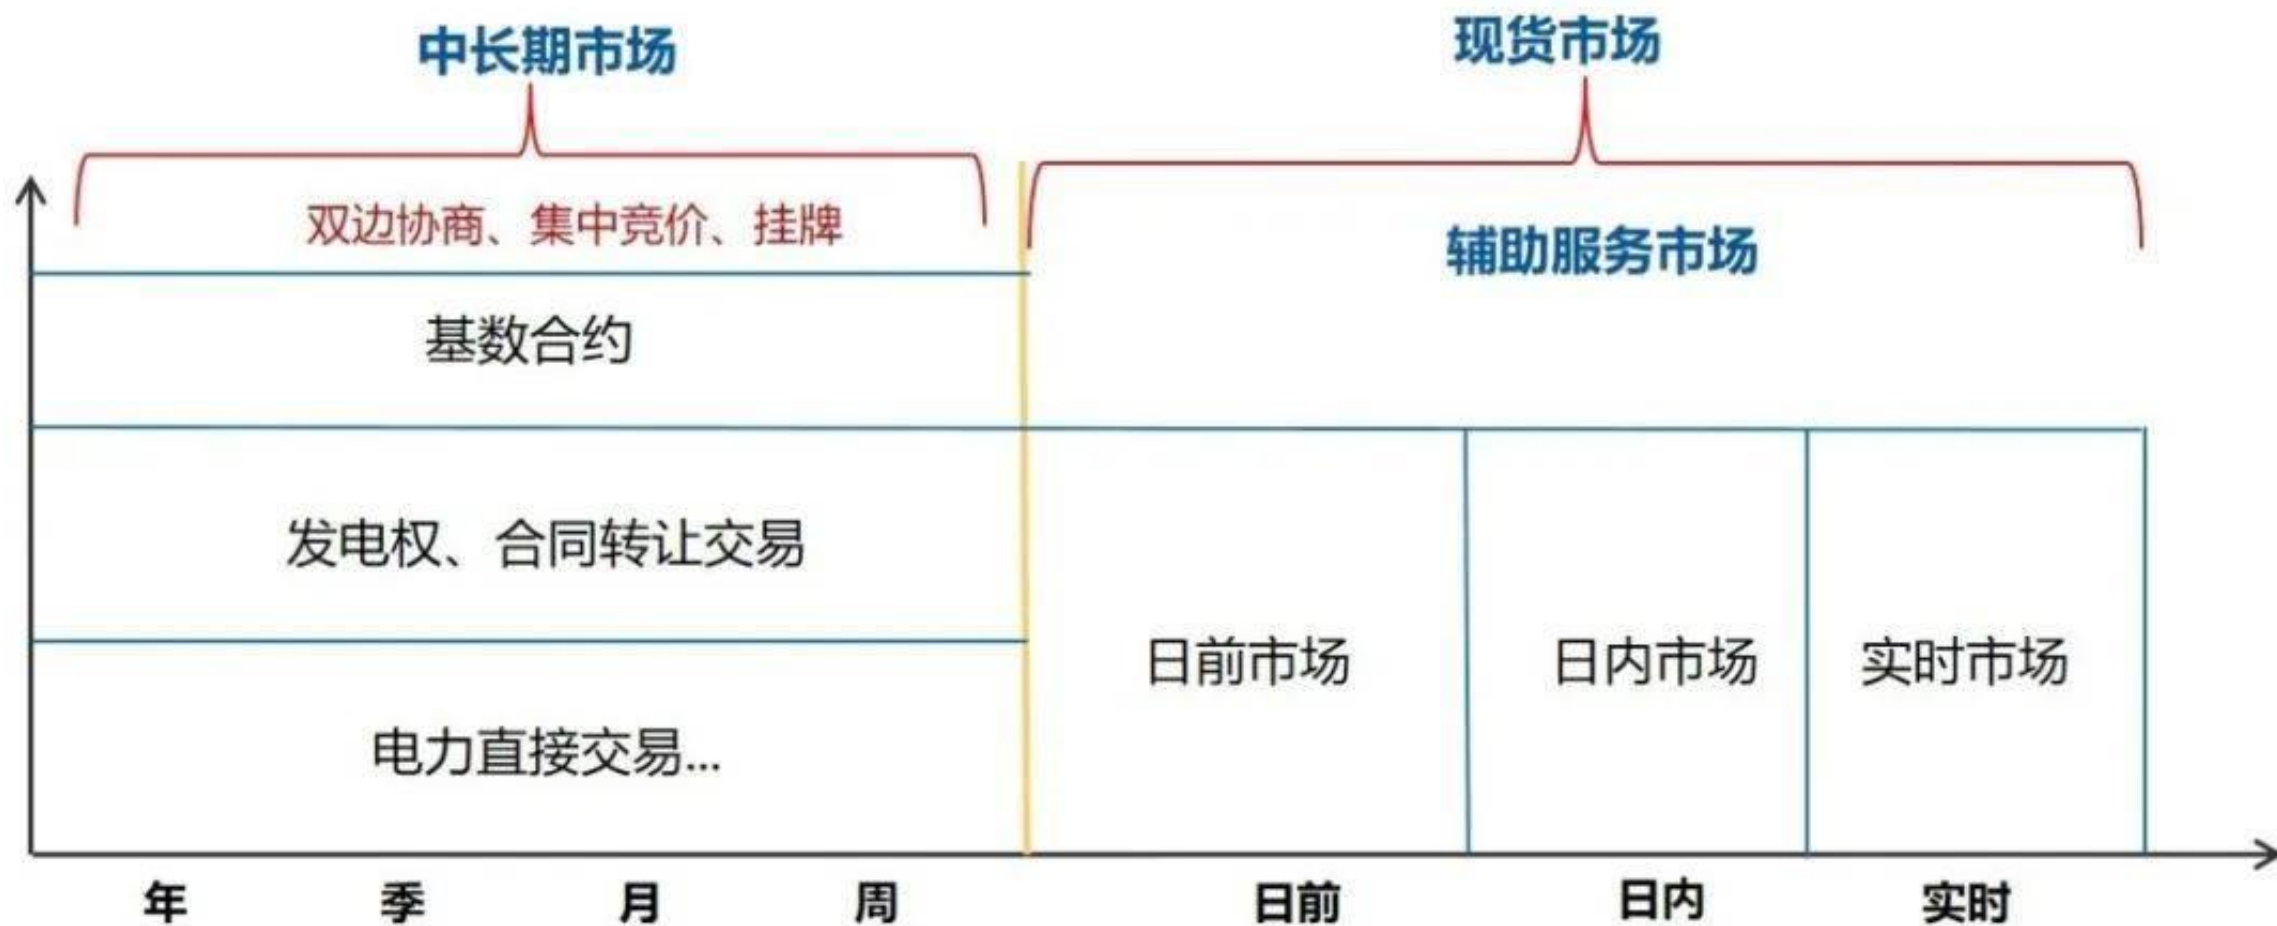 中长期市场
现货市场
双边协商、集中竞价、挂牌
辅助服务市场
基数合约
发电权、合同转让交易
电力直接交易...
日前市场
日内市场
实时市场
年
季
月
周
日前
日内
实时